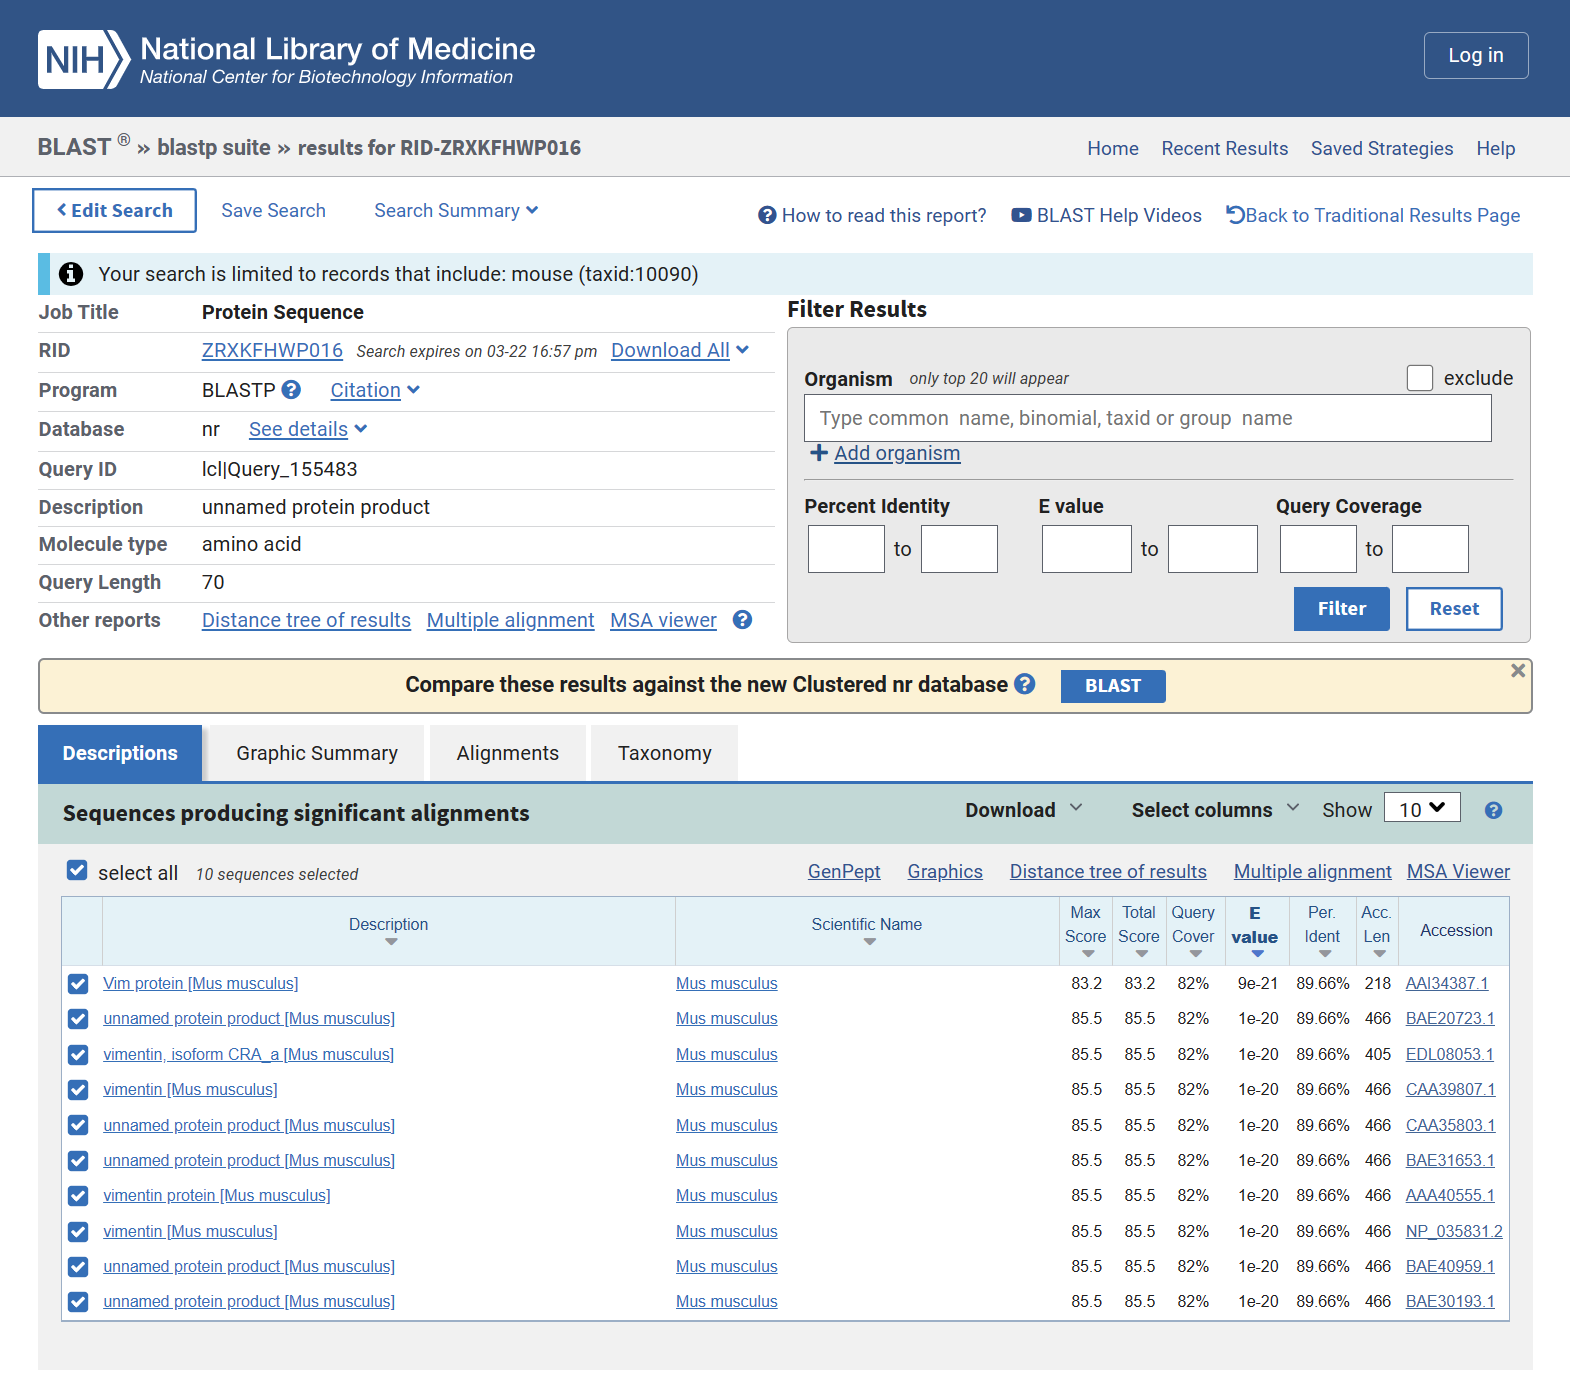 NIH National Library of Medicine
National Center for Biotechnology Information
Log in
BLAST ® » blastp suite » results for RID-ZRXKFHWP016
Home Recent Results Saved Strategies Help
Edit Search Save Search Search Summary
How to read this report? BLAST Help Videos Back to Traditional Results Page
Your search is limited to records that include: mouse (taxid:10090)
Job Title Protein Sequence
RID ZRXKFHWP016 Search expires on 03-22 16:57 pm Download All
Program BLASTP Citation
Database nr See details
Query ID lcl|Query_155483
Description unnamed protein product
Molecule type amino acid
Query Length 70
Other reports Distance tree of results Multiple alignment MSA viewer
Filter Results
Organism only top 20 will appear exclude
Type common name, binomial, taxid or group name
Add organism
Percent Identity E value Query Coverage
to to to
Filter Reset
Compare these results against the new Clustered nr database BLAST
Descriptions Graphic Summary Alignments Taxonomy
Sequences producing significant alignments Download Select columns Show 10
select all 10 sequences selected GenPept Graphics Distance tree of results Multiple alignment MSA Viewer
Description Scientific Name Max Score Total Score Query Cover E value Per. Ident Acc. Len Accession
Vim protein [Mus musculus] Mus musculus 83.2 83.2 82% 9e-21 89.66% 218 AAI34387.1
unnamed protein product [Mus musculus] Mus musculus 85.5 85.5 82% 1e-20 89.66% 466 BAE20723.1
vimentin, isoform CRA_a [Mus musculus] Mus musculus 85.5 85.5 82% 1e-20 89.66% 405 EDL08053.1
vimentin [Mus musculus] Mus musculus 85.5 85.5 82% 1e-20 89.66% 466 CAA39807.1
unnamed protein product [Mus musculus] Mus musculus 85.5 85.5 82% 1e-20 89.66% 466 CAA35803.1
unnamed protein product [Mus musculus] Mus musculus 85.5 85.5 82% 1e-20 89.66% 466 BAE31653.1
vimentin protein [Mus musculus] Mus musculus 85.5 85.5 82% 1e-20 89.66% 466 AAA40555.1
vimentin [Mus musculus] Mus musculus 85.5 85.5 82% 1e-20 89.66% 466 NP_035831.2
unnamed protein product [Mus musculus] Mus musculus 85.5 85.5 82% 1e-20 89.66% 466 BAE40959.1
unnamed protein product [Mus musculus] Mus musculus 85.5 85.5 82% 1e-20 89.66% 466 BAE30193.1